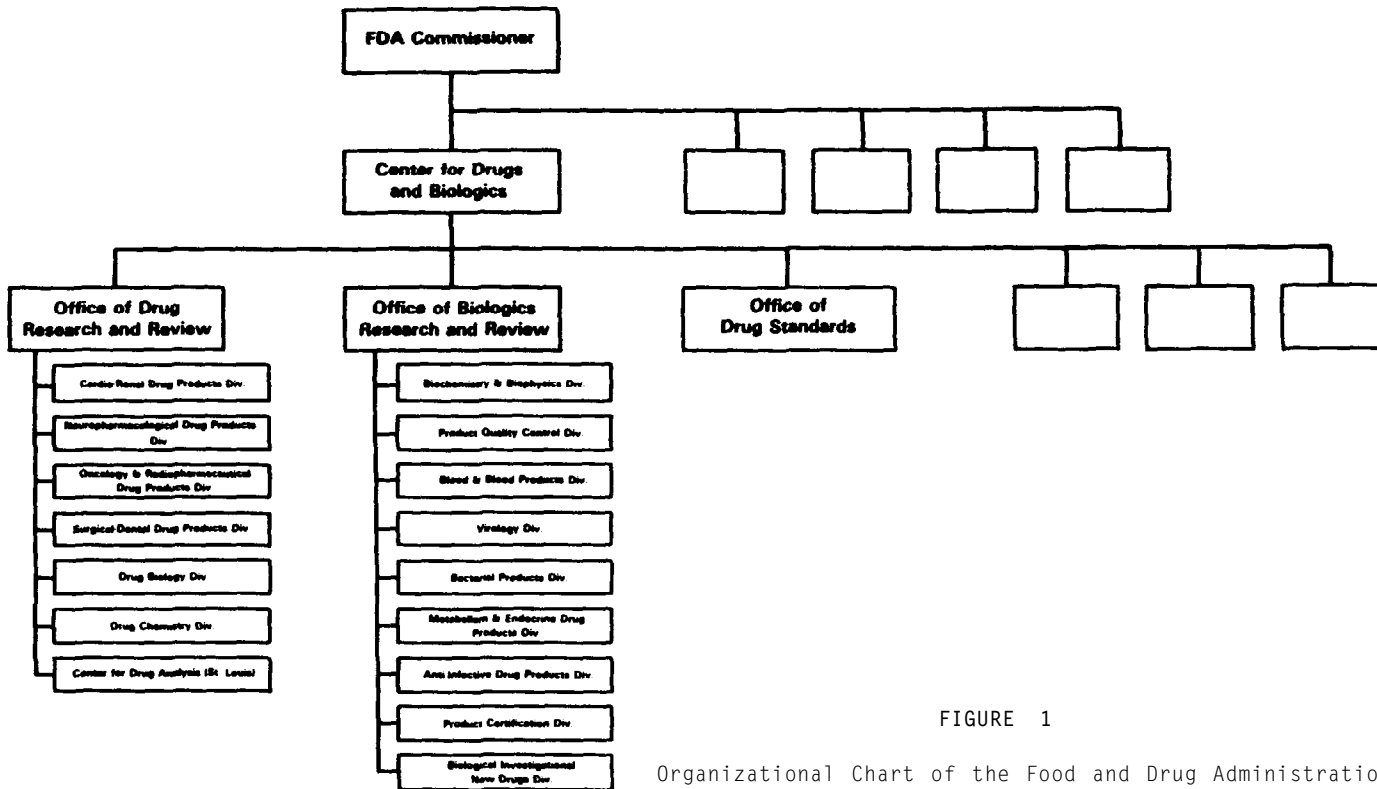 FDA Commissioner
Center for Drugs
and Biologics
Office of Drug
Research and Review
Office of Biologics
Research and Review
Office of
Drug Standards
Cardio-Renal Drug Products Div.
Neuropharmacological Drug Products
Div
Oncology & Radiopharmaceutical
Drug Products Div
Surgical-Dental Drug Products Div
Drug Biology Div
Drug Chemistry Div
Center for Drug Analysis (St. Louis)
Biochemistry & Biophysics Div.
Product Quality Control Div
Blood & Blood Products Div.
Virology Div
Bacterial Products Div
Metabolism & Endocrine Drug
Products Div
Anti Infective Drug Products Div.
Product Certification Div
Biological Investigational
New Drugs Div.
FIGURE 1
Organizational Chart of the Food and Drug Administratio